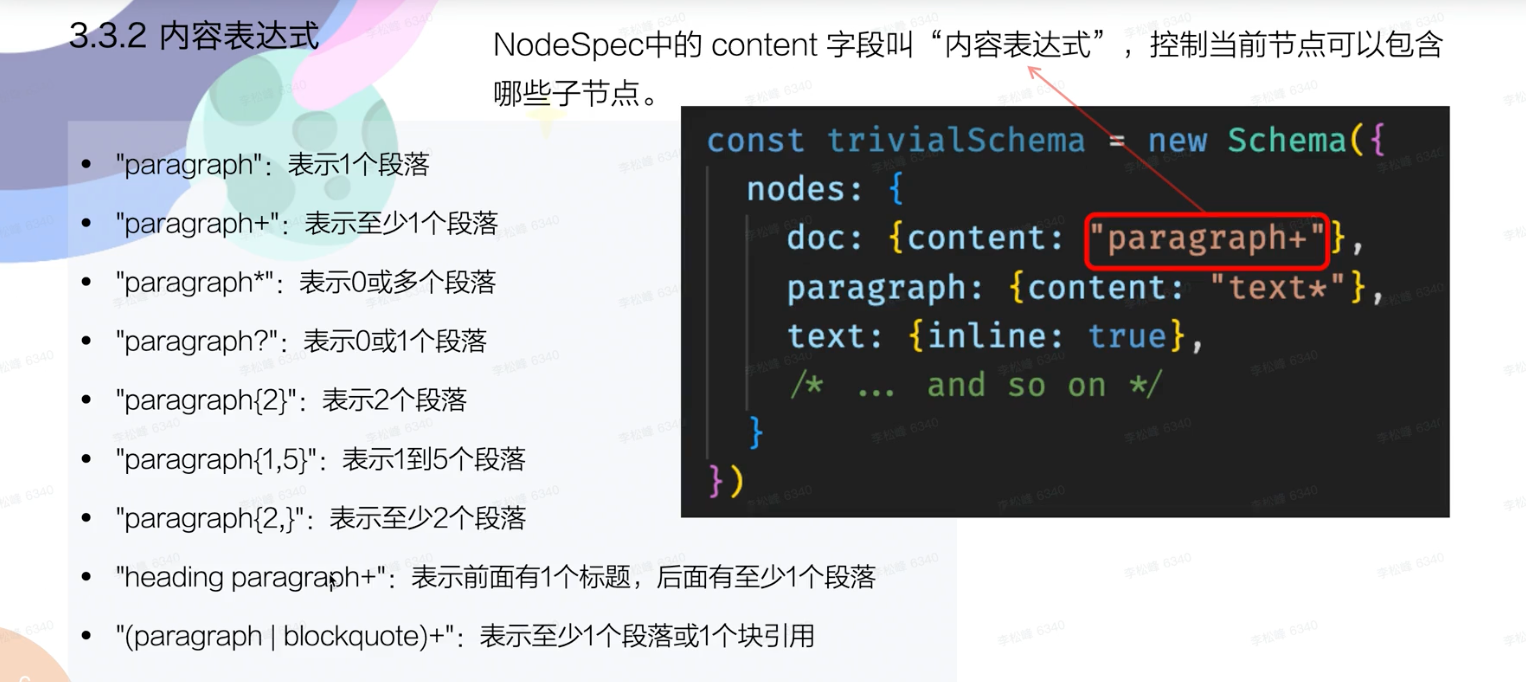 3.3.2 内容表达式
NodeSpec中的 content 字段叫“内容表达式”，控制当前节点可以包含
哪些子节点。
• "paragraph"：表示1个段落
• "paragraph+"：表示至少1个段落
• "paragraph*"：表示0或多个段落
• "paragraph?"：表示0或1个段落
• "paragraph{2}"：表示2个段落
• "paragraph{1,5}"：表示1到5个段落
• "paragraph{2,}"：表示至少2个段落
• "heading paragraph+"：表示前面有1个标题，后面有至少1个段落
• "(paragraph | blockquote)+"：表示至少1个段落或1个块引用
const trivialSchema = new Schema({
nodes: {
doc: {content: "paragraph+"},
paragraph: {content: "text*"},
text: {inline: true},
/* ... and so on */
}
})
李松峰 6340